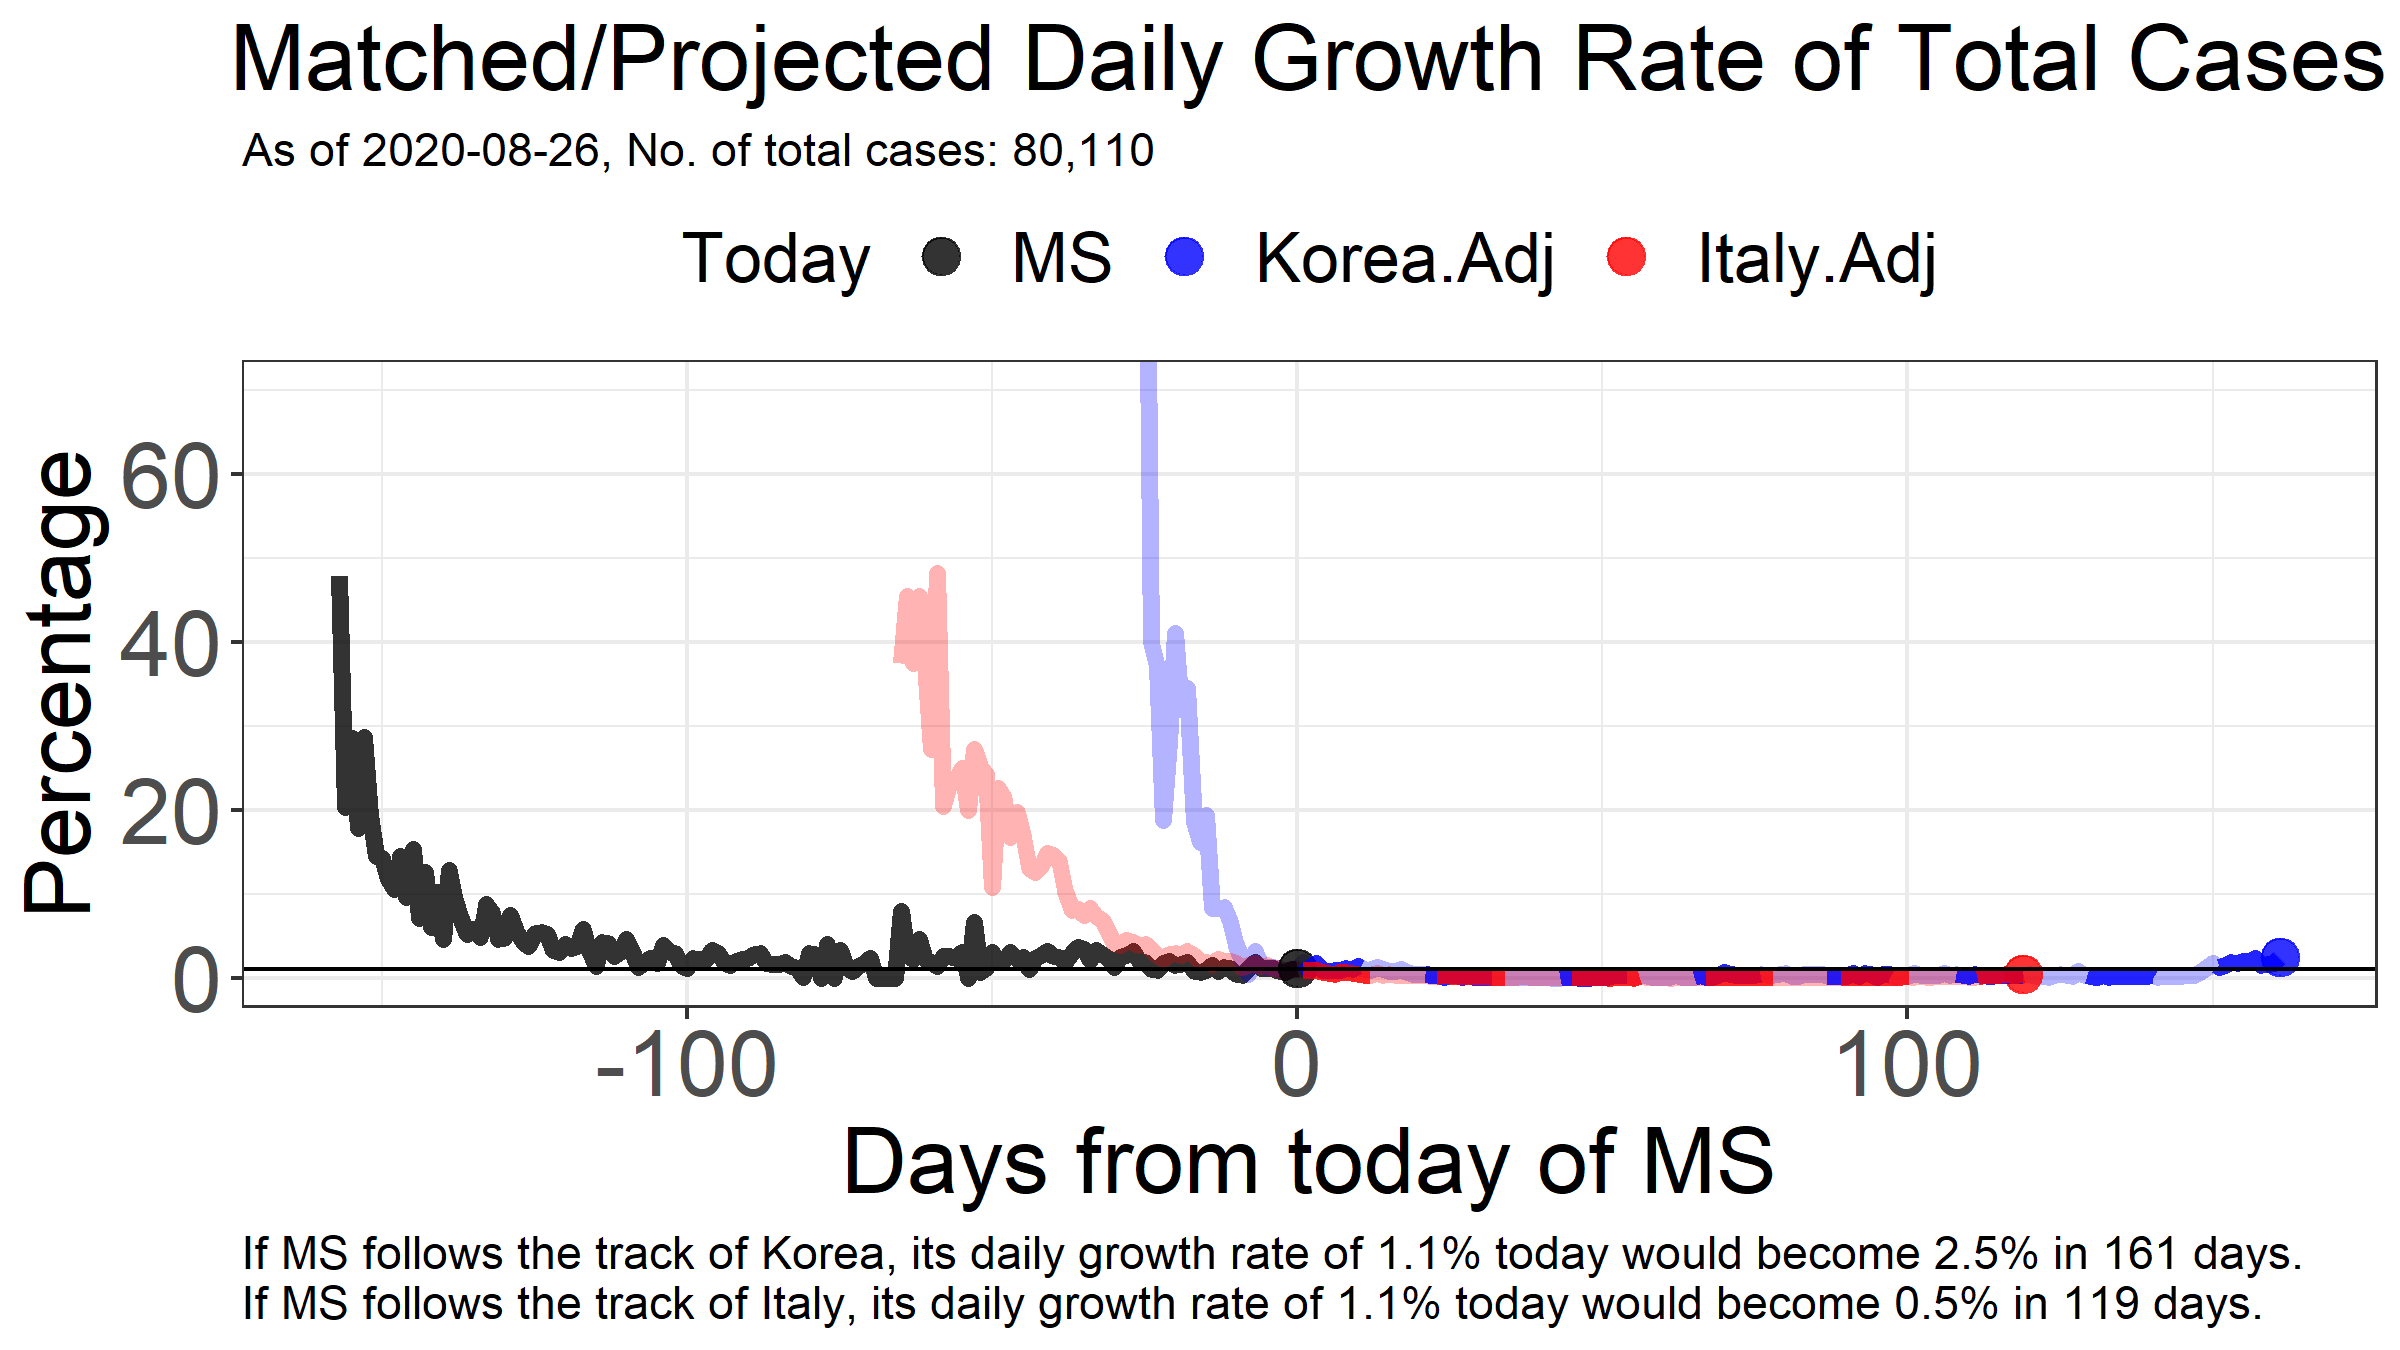 Matched/Projected Daily Growth Rate of Total Cases
As of 2020-08-26, No. of total cases: 80,110
Today MS Korea.Adj Italy.Adj
Percentage
60
40
20
0
-100 0 100
Days from today of MS
If MS follows the track of Korea, its daily growth rate of 1.1% today would become 2.5% in 161 days.
If MS follows the track of Italy, its daily growth rate of 1.1% today would become 0.5% in 119 days.